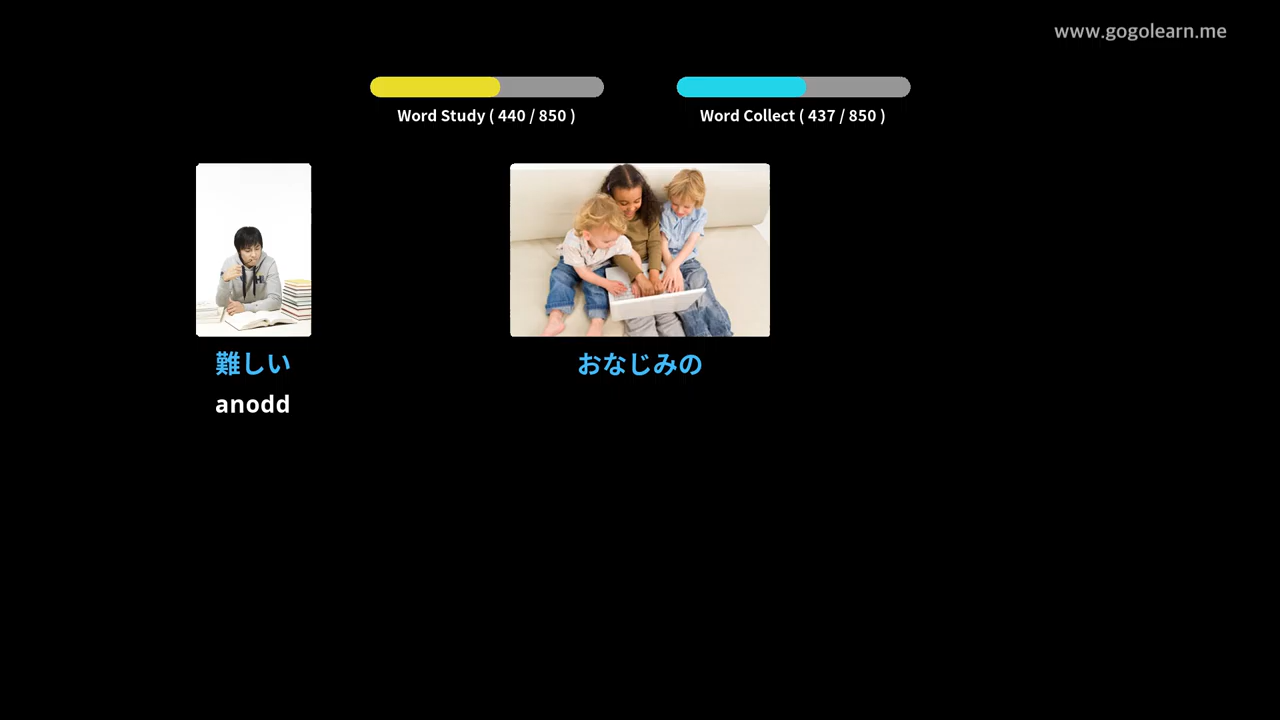 www.gogolearn.me
Word Study ( 440 / 850 )
Word Collect ( 437 / 850 )
難しい
おなじみの
anodd